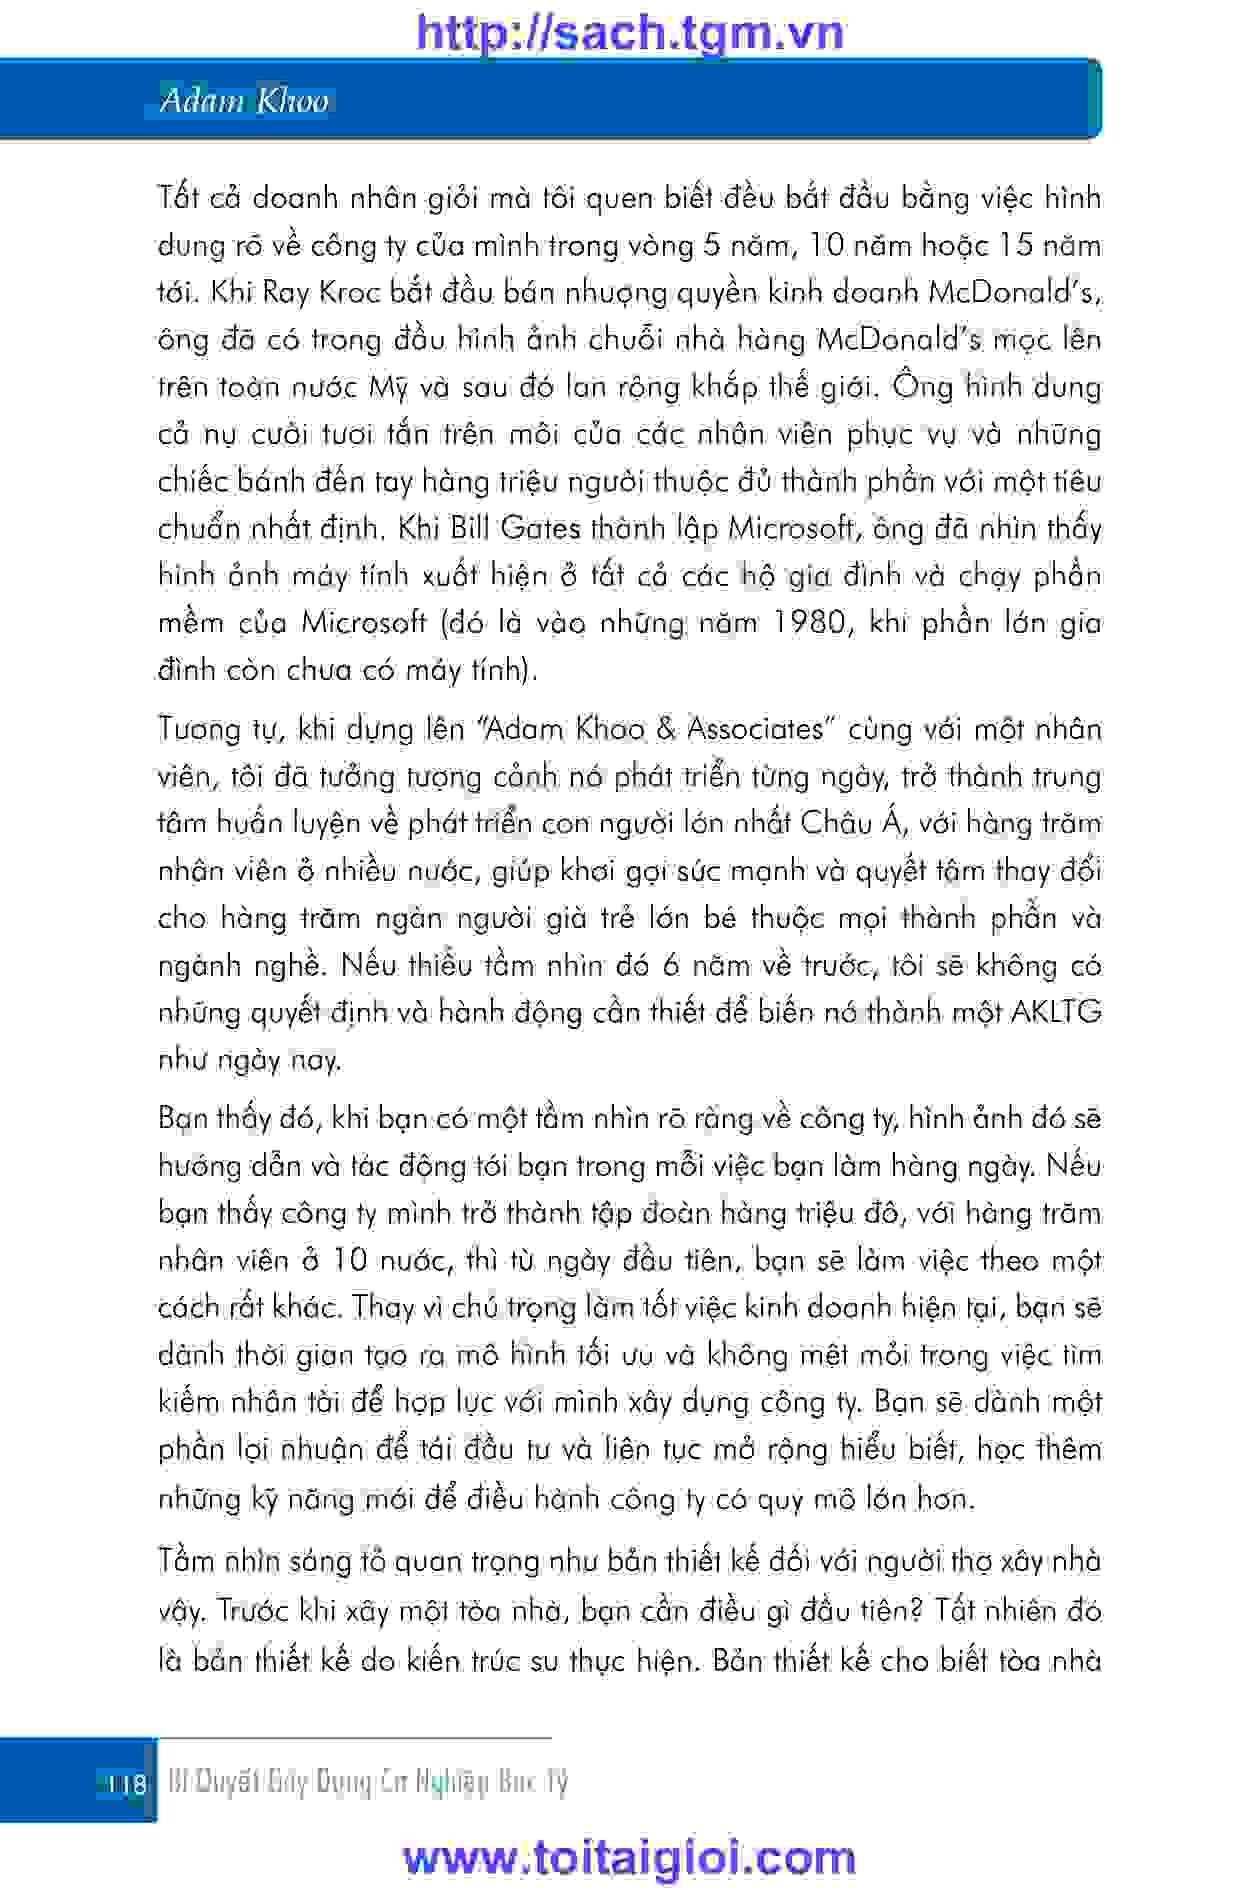 http://sach.tgm.vn
Adam Khoo
Tất cả doanh nhân giỏi mà tôi quen biết đều bắt đầu bằng việc hình
dung rõ về công ty của mình trong vòng 5 năm, 10 năm hoặc 15 năm
tới. Khi Ray Kroc bắt đầu bán nhượng quyền kinh doanh McDonald’s,
ông đã có trong đầu hình ảnh chuỗi nhà hàng McDonald’s mọc lên
trên toàn nước Mỹ và sau đó lan rộng khắp thế giới. Ông hình dung
cả nụ cười tươi tắn trên môi của các nhân viên phục vụ và những
chiếc bánh đến tay hàng triệu người thuộc đủ thành phần với một tiêu
chuẩn nhất định. Khi Bill Gates thành lập Microsoft, ông đã nhìn thấy
hình ảnh máy tính xuất hiện ở tất cả các hộ gia đình và chạy phần
mềm của Microsoft (đó là vào những năm 1980, khi phần lớn gia
đình còn chưa có máy tính).
Tương tự, khi dựng lên “Adam Khoo & Associates” cùng với một nhân
viên, tôi đã tưởng tượng cảnh nó phát triển từng ngày, trở thành trung
tâm huấn luyện về phát triển con người lớn nhất Châu Á, với hàng trăm
nhân viên ở nhiều nước, giúp khơi gợi sức mạnh và quyết tâm thay đổi
cho hàng trăm ngàn người già trẻ lớn bé thuộc mọi thành phần và
ngành nghề. Nếu thiếu tầm nhìn đó 6 năm về trước, tôi sẽ không có
những quyết định và hành động cần thiết để biến nó thành một AKLTG
như ngày nay.
Bạn thấy đó, khi bạn có một tầm nhìn rõ ràng về công ty, hình ảnh đó sẽ
hướng dẫn và tác động tới bạn trong mỗi việc bạn làm hàng ngày. Nếu
bạn thấy công ty mình trở thành tập đoàn hàng triệu đô, với hàng trăm
nhân viên ở 10 nước, thì từ ngày đầu tiên, bạn sẽ làm việc theo một
cách rất khác. Thay vì chú trọng làm tốt việc kinh doanh hiện tại, bạn sẽ
dành thời gian tạo ra mô hình tối ưu và không mệt mỏi trong việc tìm
kiếm nhân tài để hợp lực với mình xây dựng công ty. Bạn sẽ dành một
phần lợi nhuận để tái đầu tư và liên tục mở rộng hiểu biết, học thêm
những kỹ năng mới để điều hành công ty có quy mô lớn hơn.
Tầm nhìn sáng tỏ quan trọng như bản thiết kế đối với người thợ xây nhà
vậy. Trước khi xây một tòa nhà, bạn cần điều gì đầu tiên? Tất nhiên đó
là bản thiết kế do kiến trúc sư thực hiện. Bản thiết kế cho biết tòa nhà
118 Bí Quyết Gây Dựng Cơ Nghiệp Bạc Tỷ
www.toitaigioi.com